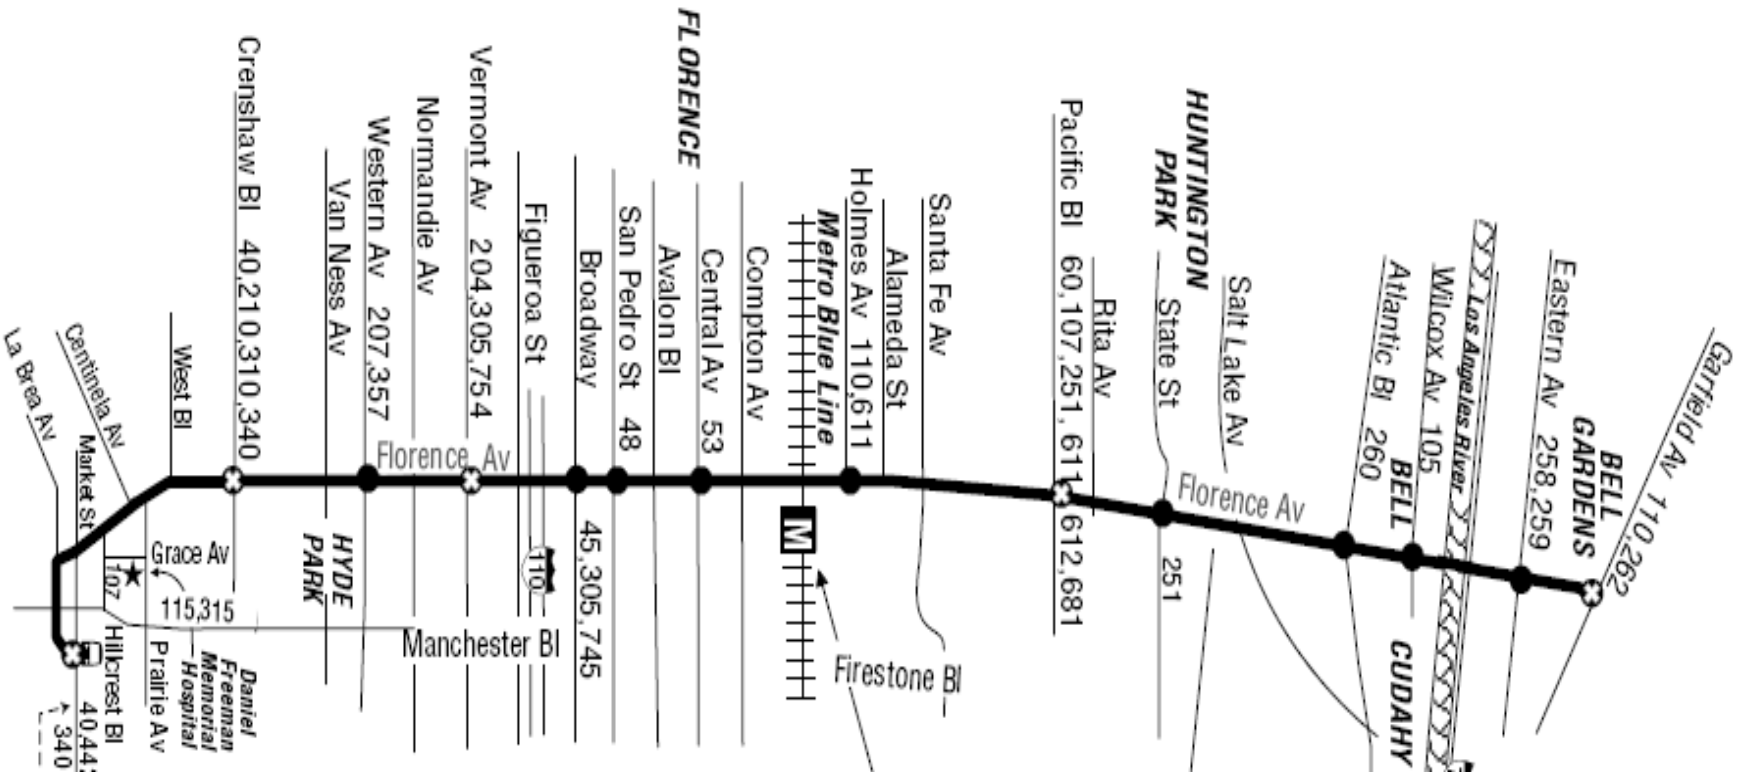 Crenshaw Bl 40,210,310,340
Vermont Av 204,305,754
Normandie Av
Western Av 207,357
Van Ness Av
West Bl
Centinela Av
La Brea Av
Market St
Florence Av
Figueroa St
Broadway
45,305,745
San Pedro St 48
Avalon Bl
FLORENCE
Central Av 53
Compton Av
Metro Blue Line
Holmes Av 110,611
Alameda St
Santa Fe Av
Pacific Bl 60,107,251,611
612,681
Rita Av
HUNTINGTON
PARK
State St
251
Salt Lake Av
Florence Av
Atlantic Bl 260
BELL
Wilcox Av 105
Los Angeles River
Eastern Av 258,259
BELL
GARDENS
Garfield Av 110,262
HYDE
PARK
110
M
Firestone Bl
CUDAHY
Grace Av
107
115,315
Manchester Bl
Hillcrest Bl
Prairie Av
Daniel
Freeman
Memorial
Hospital
340